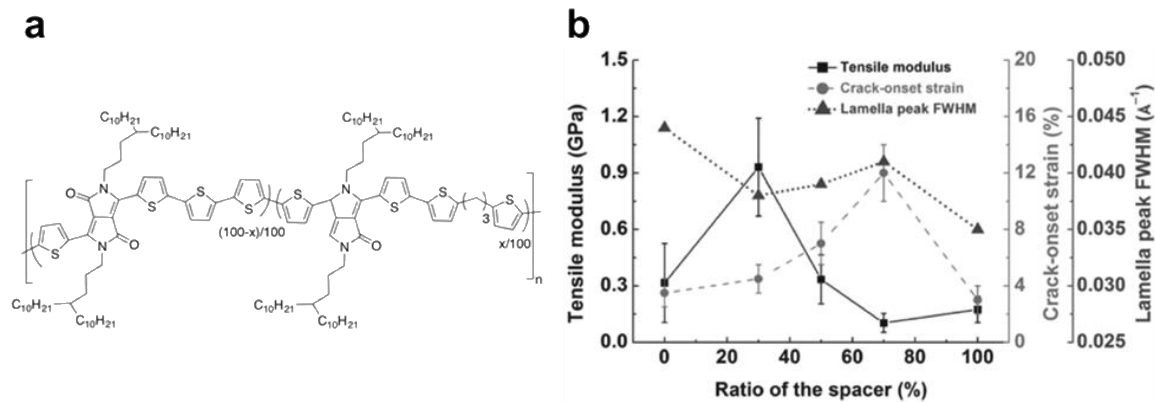 a
C10H21
C10H21
C10H21
C10H21
O
N
S
S
S
S
N
S
S
S
O
N
(100-x)/100
3
S
x/100
n
N
O
C10H21
C10H21
C10H21
C10H21
b
1.5
1.2
0.9
0.6
0.3
0.0
Tensile modulus (GPa)
Tensile modulus
Crack-onset strain
Lamella peak FWHM
20
16
12
8
4
0
Crack-onset strain (%)
0.050
0.045
0.040
0.035
0.030
0.025
Lamella peak FWHM (Å⁻¹)
0
20
40
60
80
100
Ratio of the spacer (%)